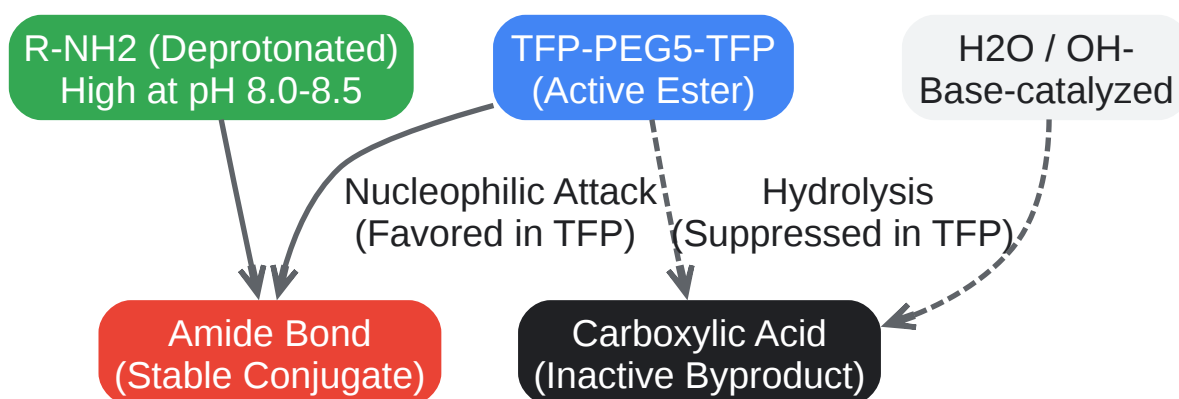 R-NH2 (Deprotonated)
High at pH 8.0-8.5
TFP-PEG5-TFP
(Active Ester)
H2O / OH-
Base-catalyzed
Nucleophilic Attack
(Favored in TFP)
Hydrolysis
(Suppressed in TFP)
Amide Bond
(Stable Conjugate)
Carboxylic Acid
(Inactive Byproduct)